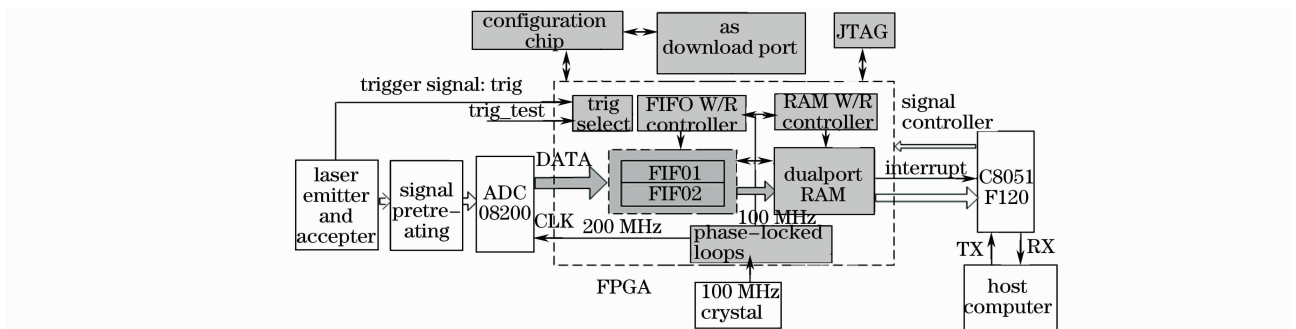 configuration
chip
as
download port
JTAG
trigger signal: trig
trig_test
trig
select
FIFO W/R
controller
RAM W/R
controller
signal
controller
laser
emitter
and
accepter
signal
pretre-
ating
ADC
08200
DATA
FIFO1
FIFO2
dualport
RAM
interrupt
C8051
F120
CLK
200 MHz
100 MHz
phase-locked
loops
TX
RX
FPGA
100 MHz
crystal
host
computer